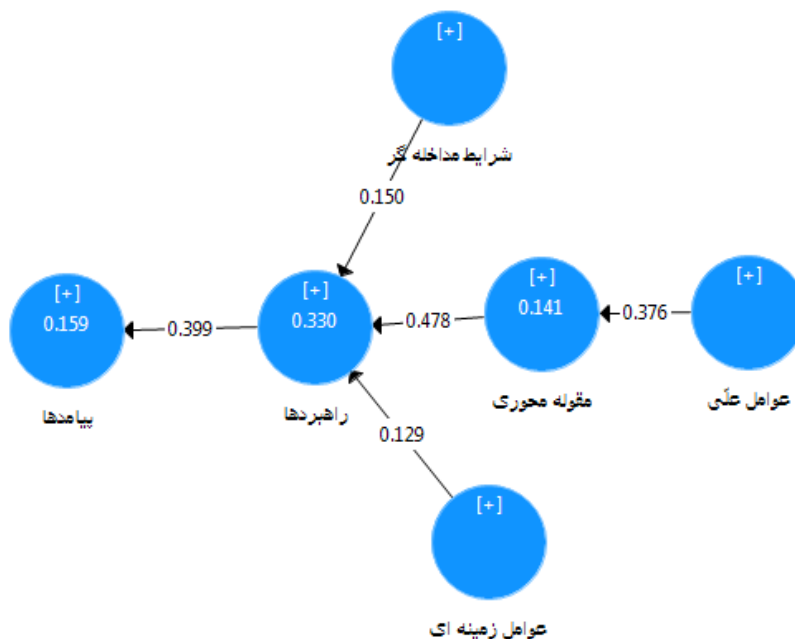 [+]
شرایط مداخله گر
0.150
[+]
0.159
پیامدها
0.399
[+]
0.330
راهبردها
0.478
[+]
0.141
مقوله محوری
0.376
[+]
عوامل علّی
0.129
[+]
عوامل زمینه ای